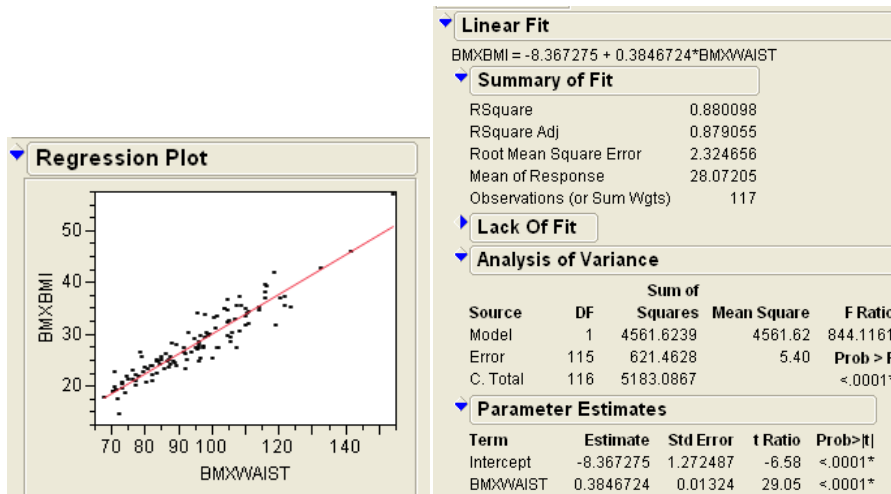 Regression Plot
50
40
30
20
BMXBMI
70 80 90 100 120 140
BMXWAIST
Linear Fit
BMXBMI = -8.367275 + 0.3846724*BMXWAIST
Summary of Fit
RSquare 0.880098
RSquare Adj 0.879055
Root Mean Square Error 2.324656
Mean of Response 28.07205
Observations (or Sum Wgts) 117
Lack Of Fit
Analysis of Variance
Sum of
Source DF Squares Mean Square F Ratio
Model 1 4561.6239 4561.62 844.1161
Error 115 621.4628 5.40 Prob > F
C. Total 116 5183.0867 <.0001*
Parameter Estimates
Term Estimate Std Error t Ratio Prob>|t|
Intercept -8.367275 1.272487 -6.58 <.0001*
BMXWAIST 0.3846724 0.01324 29.05 <.0001*